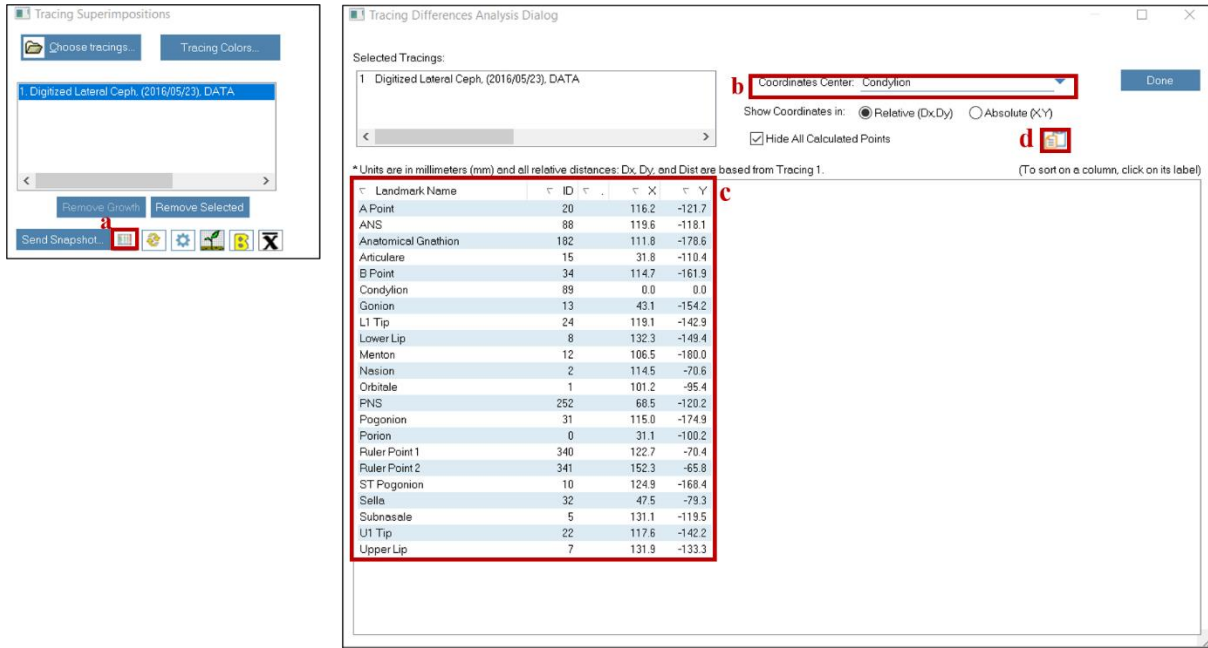 Tracing Superimpositions
Choose tracings...
Tracing Colors...
1. Digitized Lateral Ceph, (2016/05/23), DATA
Remove Growth
Remove Selected
a
Send Snapshot...
B
X
Tracing Differences Analysis Dialog
Selected Tracings:
1 Digitized Lateral Ceph, (2016/05/23), DATA
b
Coordinates Center: Condylion
Done
Show Coordinates in: Relative (Dx,Dy) Absolute (X,Y)
Hide All Calculated Points
d
* Units are in millimeters (mm) and all relative distances: Dx, Dy, and Dist are based from Tracing 1.
(To sort on a column, click on its label)
c
Landmark Name ID . X Y
A Point 20 116.2 -121.7
ANS 88 119.6 -118.1
Anatomical Gnathion 182 111.8 -178.6
Articulare 15 31.8 -110.4
B Point 34 114.7 -161.9
Condylion 89 0.0 0.0
Gonion 13 43.1 -154.2
L1 Tip 24 119.1 -142.9
Lower Lip 8 132.3 -149.4
Menton 12 106.5 -180.0
Nasion 2 114.5 -70.6
Orbitale 1 101.2 -95.4
PNS 252 68.5 -120.2
Pogonion 31 115.0 -174.9
Porion 0 31.1 -100.2
Ruler Point 1 340 122.7 -70.4
Ruler Point 2 341 152.3 -65.8
ST Pogonion 10 124.9 -168.4
Sella 32 47.5 -79.3
Subnasale 5 131.1 -119.5
U1 Tip 22 117.6 -142.2
Upper Lip 7 131.9 -133.3